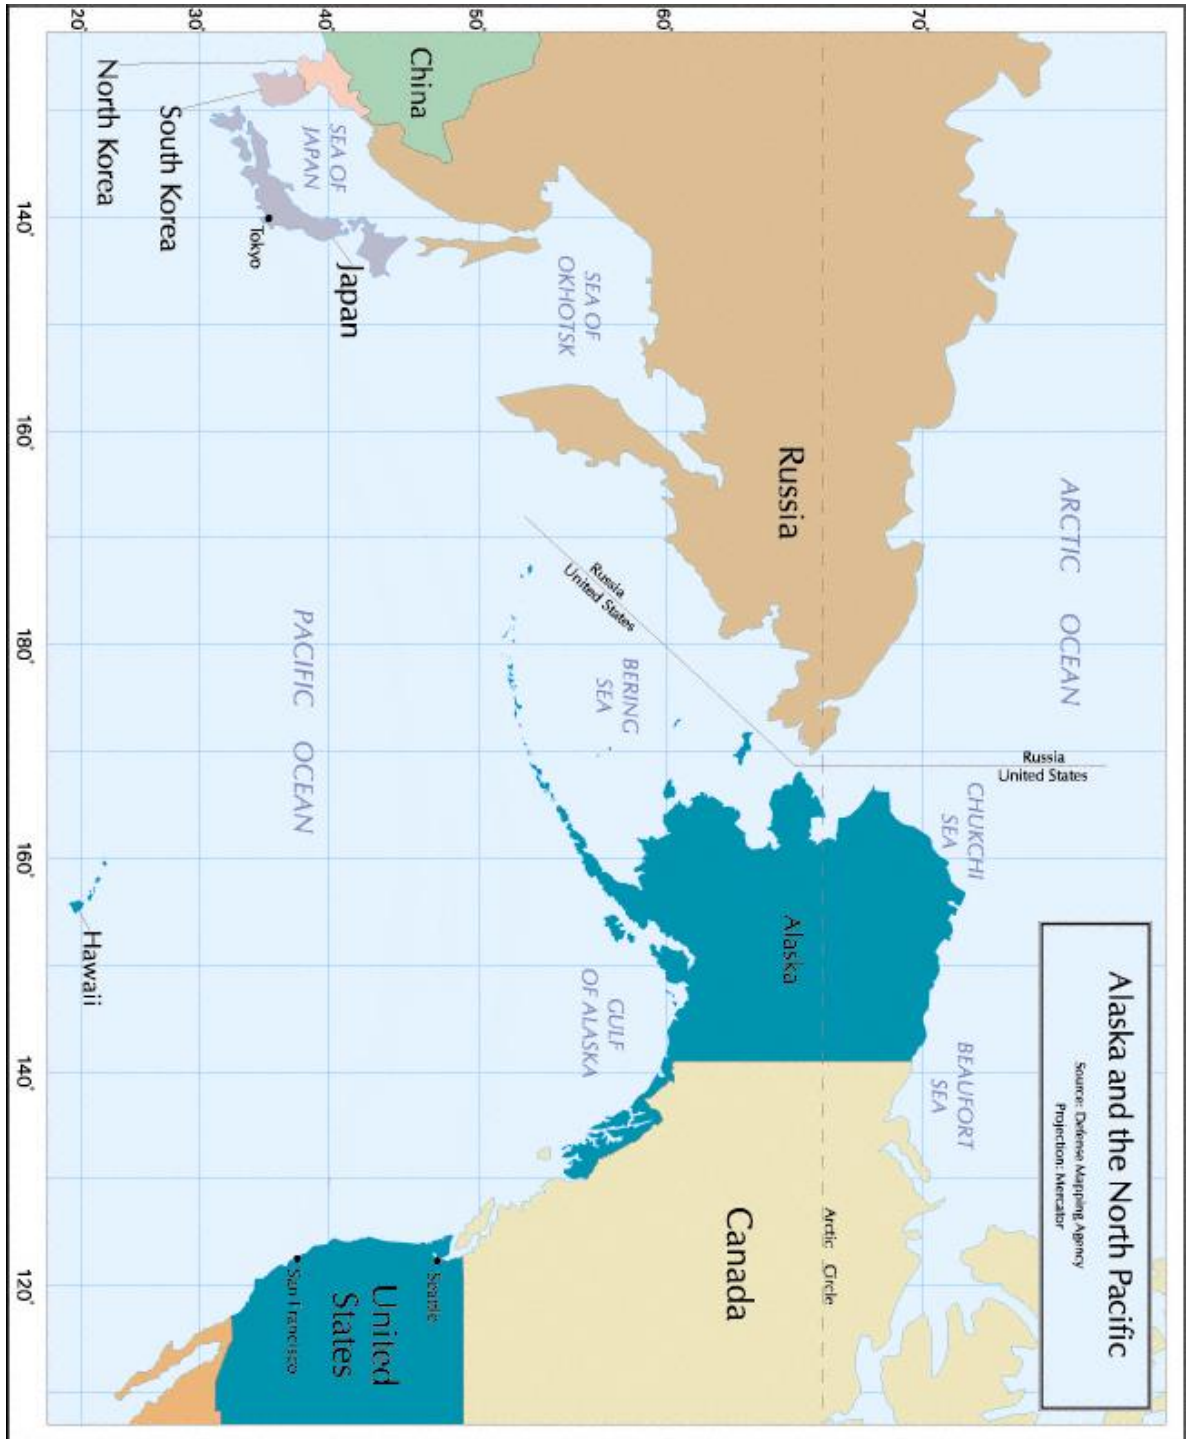 Alaska and the North Pacific
Source: Defense Mapping Agency
Projection: Mercator
ARCTIC OCEAN
CHUKCHI
SEA
BEAUFORT
SEA
Russia
United States
Russia
Alaska
Canada
Arctic Circle
China
SEA OF
OKHOTSK
Russia
United States
BERING
SEA
GULF
OF ALASKA
SEA OF
JAPAN
Japan
Tokyo
South Korea
North Korea
PACIFIC OCEAN
Hawaii
Seattle
United
States
San Francisco
70°
60°
50°
40°
30°
20°
140°
160°
180°
160°
140°
120°